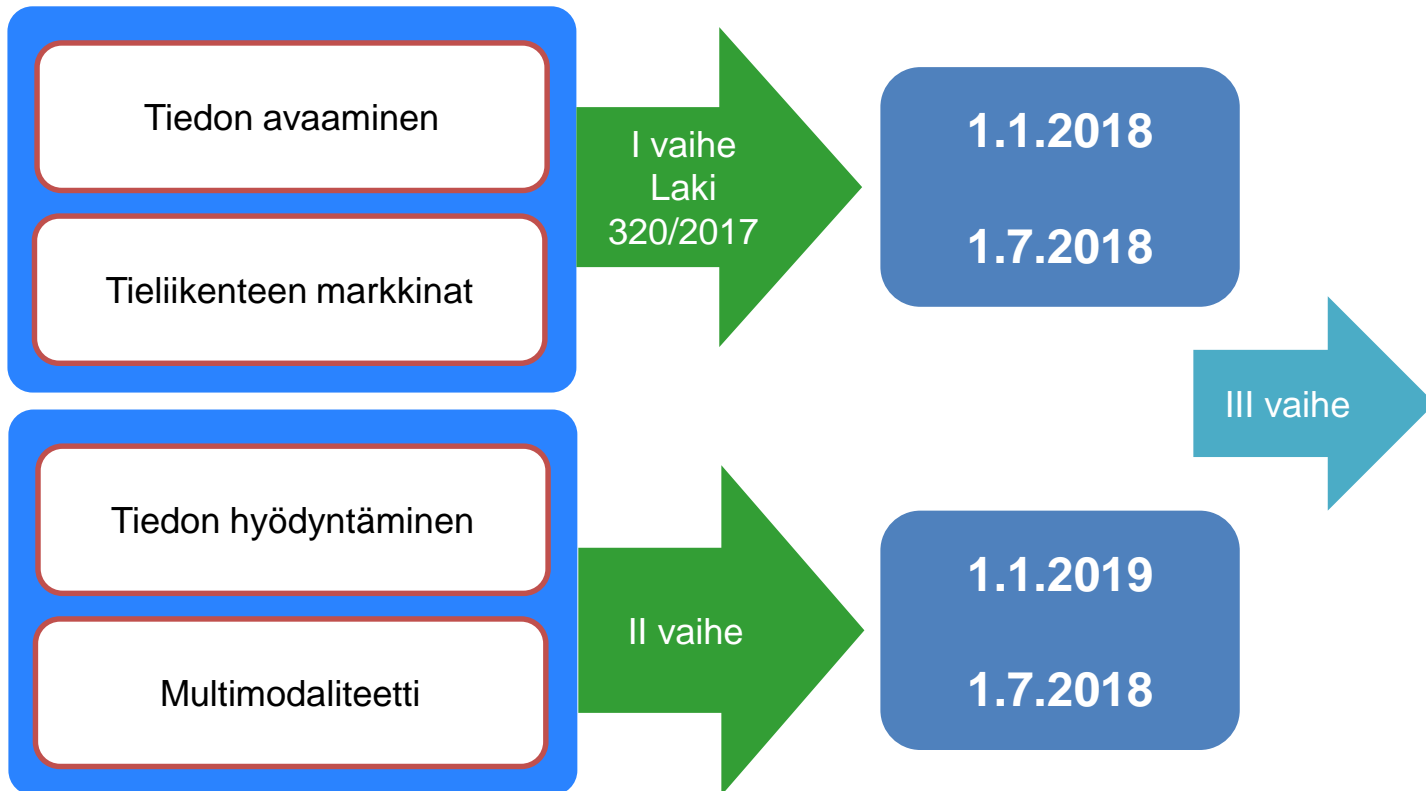 Tiedon avaaminen
Tieliikenteen markkinat
I vaihe
Laki
320/2017
1.1.2018
1.7.2018
III vaihe
Tiedon hyödyntäminen
Multimodaliteetti
II vaihe
1.1.2019
1.7.2018